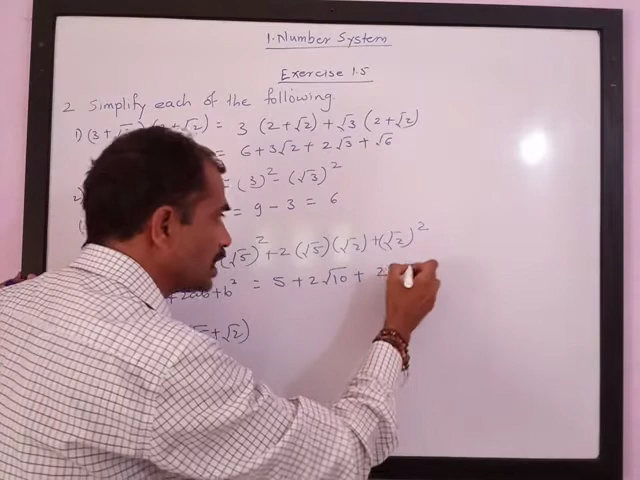 1. Number System
Exercise 1.5
2 Simplify each of the following.
1) (3+√ +√2) = 3 (2+√2) + √3 (2+√2)
= 6+3√2 + 2√3 + √6
2) = (3)² - (√3)²
= 9 - 3 = 6
(√5)² + 2 (√5)(√2) + (√2)²
+2ab+b² = 5 + 2√10 + 2
+√2)